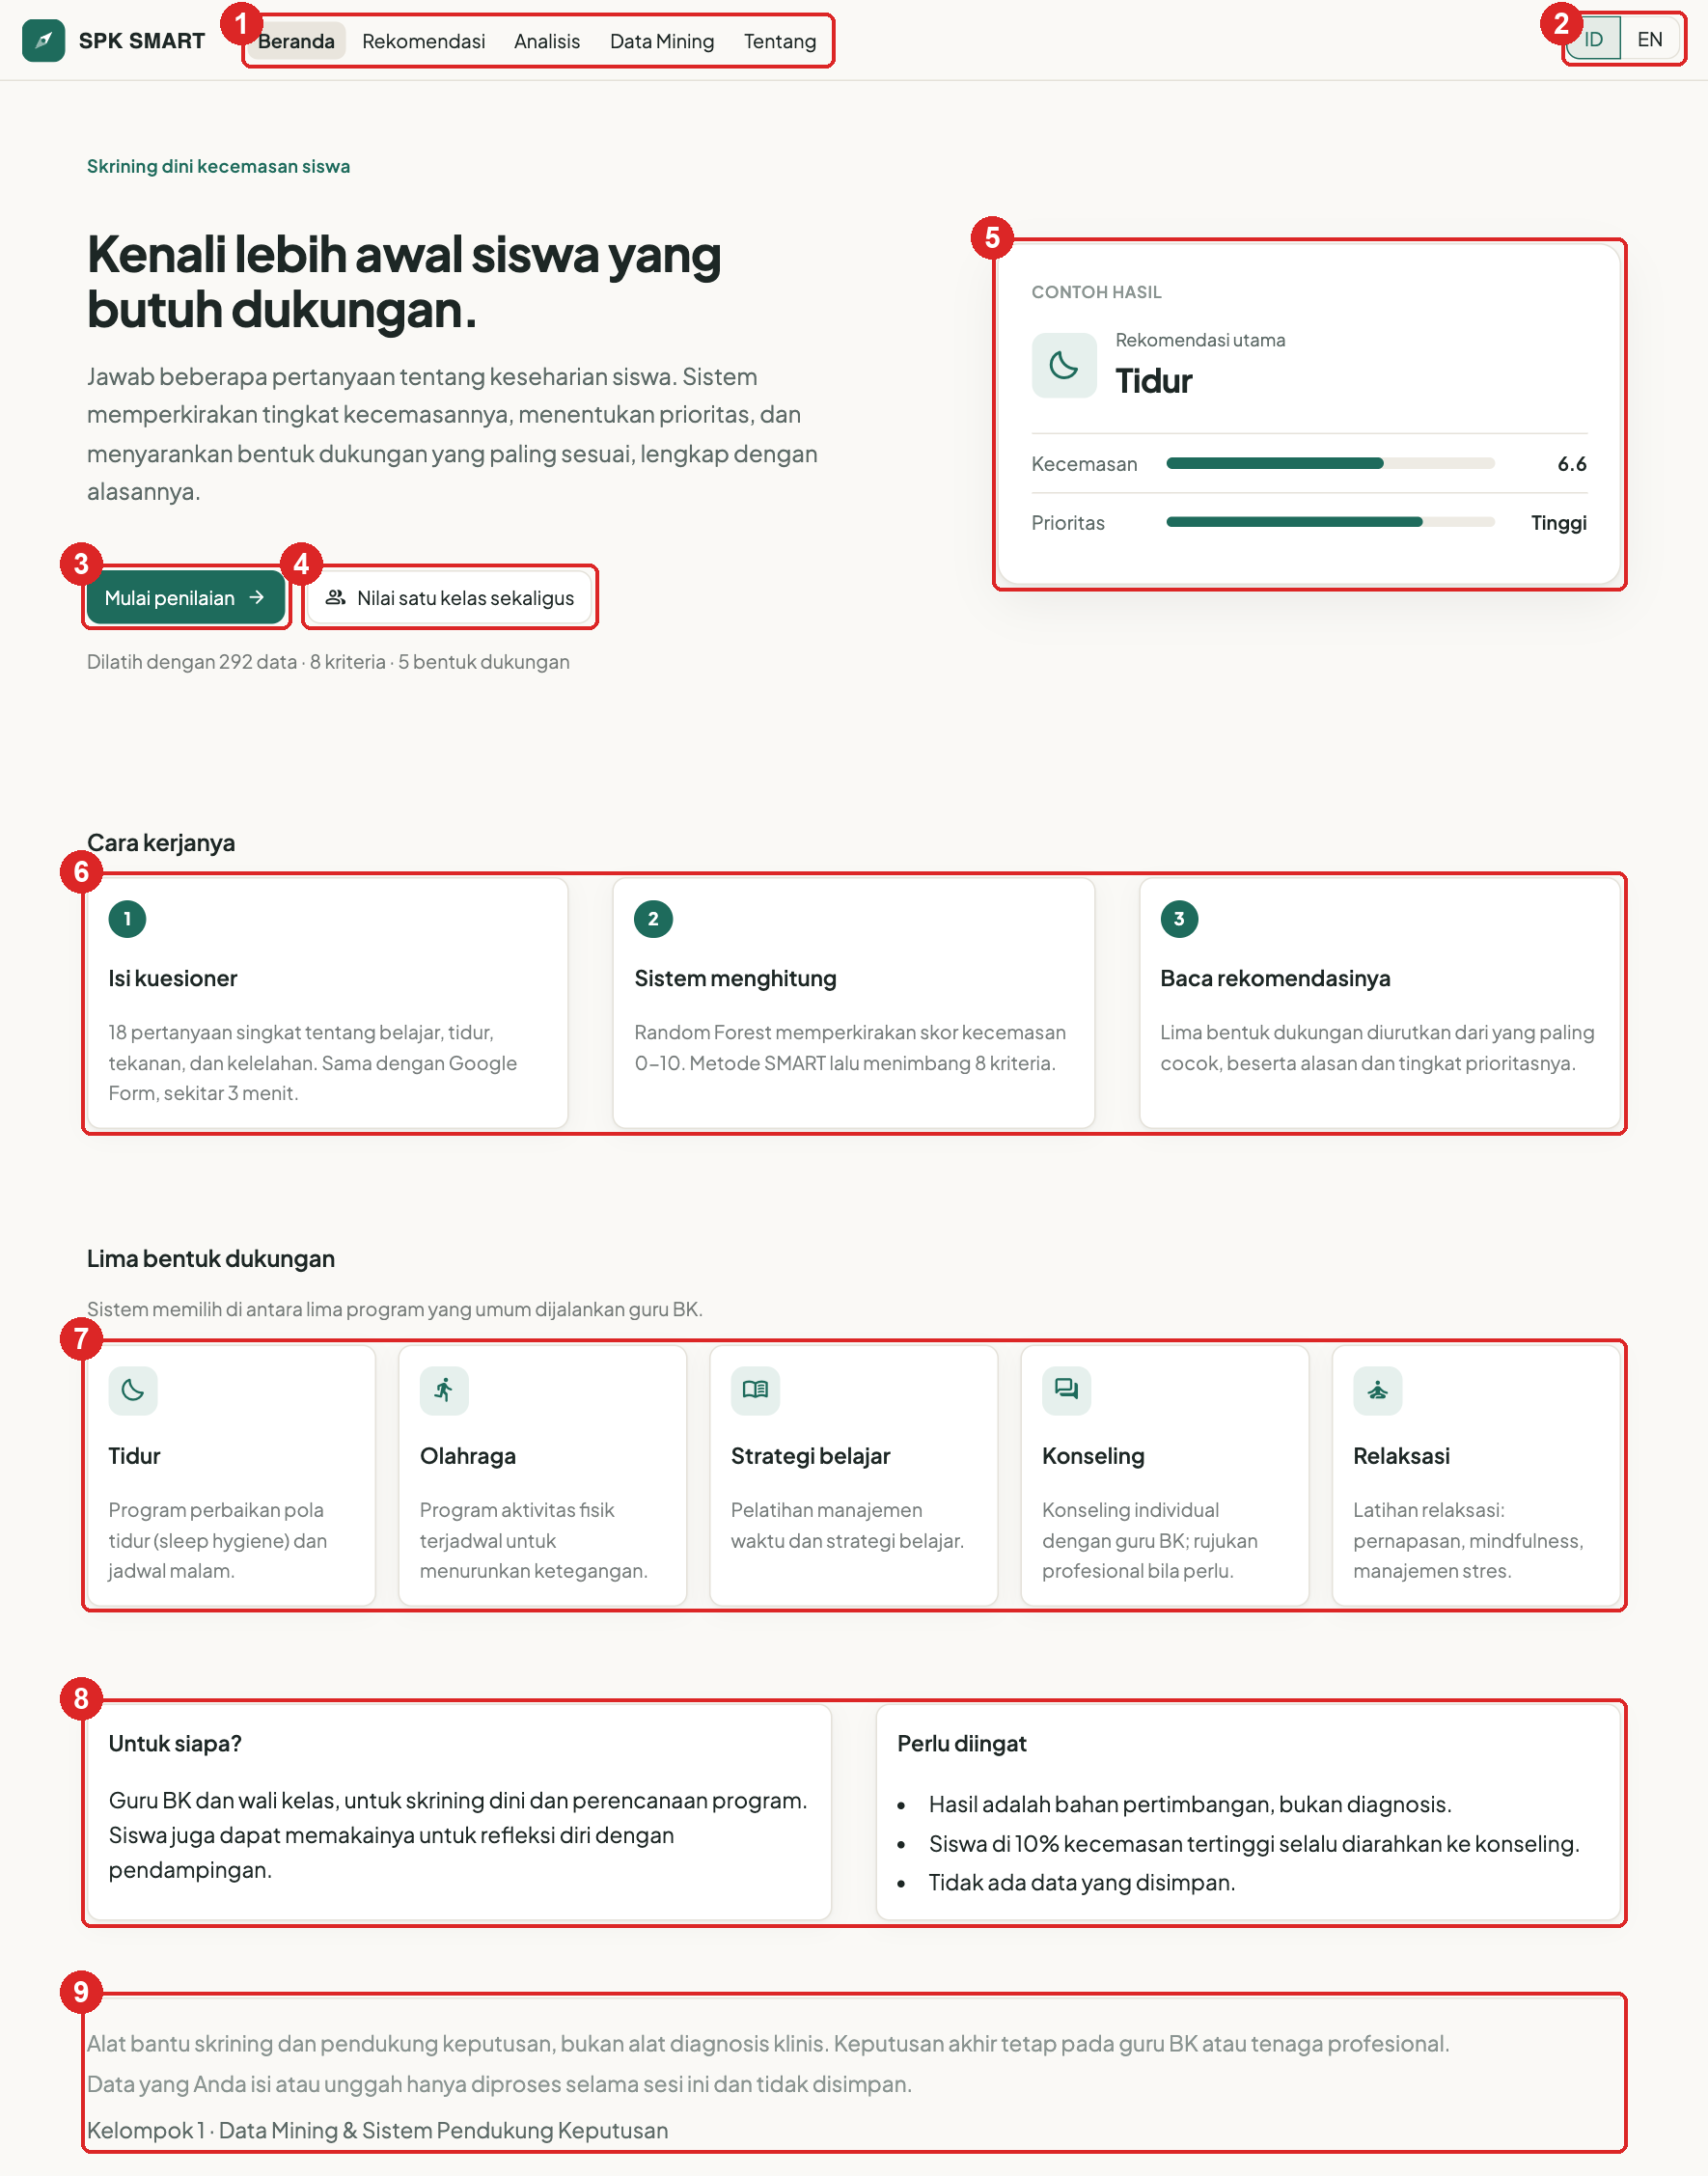 SPK SMART
1
Beranda
Rekomendasi
Analisis
Data Mining
Tentang
2
ID
EN
Skrining dini kecemasan siswa
Kenali lebih awal siswa yang
butuh dukungan.
Jawab beberapa pertanyaan tentang keseharian siswa. Sistem
memperkirakan tingkat kecemasannya, menentukan prioritas, dan
menyarankan bentuk dukungan yang paling sesuai, lengkap dengan
alasannya.
3
Mulai penilaian →
4
Nilai satu kelas sekaligus
Dilatih dengan 292 data · 8 kriteria · 5 bentuk dukungan
5
CONTOH HASIL
Rekomendasi utama
Tidur
Kecemasan 6.6
Prioritas Tinggi
Cara kerjanya
6
1
Isi kuesioner
18 pertanyaan singkat tentang belajar, tidur,
tekanan, dan kelelahan. Sama dengan Google
Form, sekitar 3 menit.
2
Sistem menghitung
Random Forest memperkirakan skor kecemasan
0–10. Metode SMART lalu menimbang 8 kriteria.
3
Baca rekomendasinya
Lima bentuk dukungan diurutkan dari yang paling
cocok, beserta alasan dan tingkat prioritasnya.
Lima bentuk dukungan
Sistem memilih di antara lima program yang umum dijalankan guru BK.
7
Tidur
Program perbaikan pola
tidur (sleep hygiene) dan
jadwal malam.
Olahraga
Program aktivitas fisik
terjadwal untuk
menurunkan ketegangan.
Strategi belajar
Pelatihan manajemen
waktu dan strategi belajar.
Konseling
Konseling individual
dengan guru BK; rujukan
profesional bila perlu.
Relaksasi
Latihan relaksasi:
pernapasan, mindfulness,
manajemen stres.
8
Untuk siapa?
Guru BK dan wali kelas, untuk skrining dini dan perencanaan program.
Siswa juga dapat memakainya untuk refleksi diri dengan
pendampingan.
Perlu diingat
• Hasil adalah bahan pertimbangan, bukan diagnosis.
• Siswa di 10% kecemasan tertinggi selalu diarahkan ke konseling.
• Tidak ada data yang disimpan.
9
Alat bantu skrining dan pendukung keputusan, bukan alat diagnosis klinis. Keputusan akhir tetap pada guru BK atau tenaga profesional.
Data yang Anda isi atau unggah hanya diproses selama sesi ini dan tidak disimpan.
Kelompok 1 · Data Mining & Sistem Pendukung Keputusan